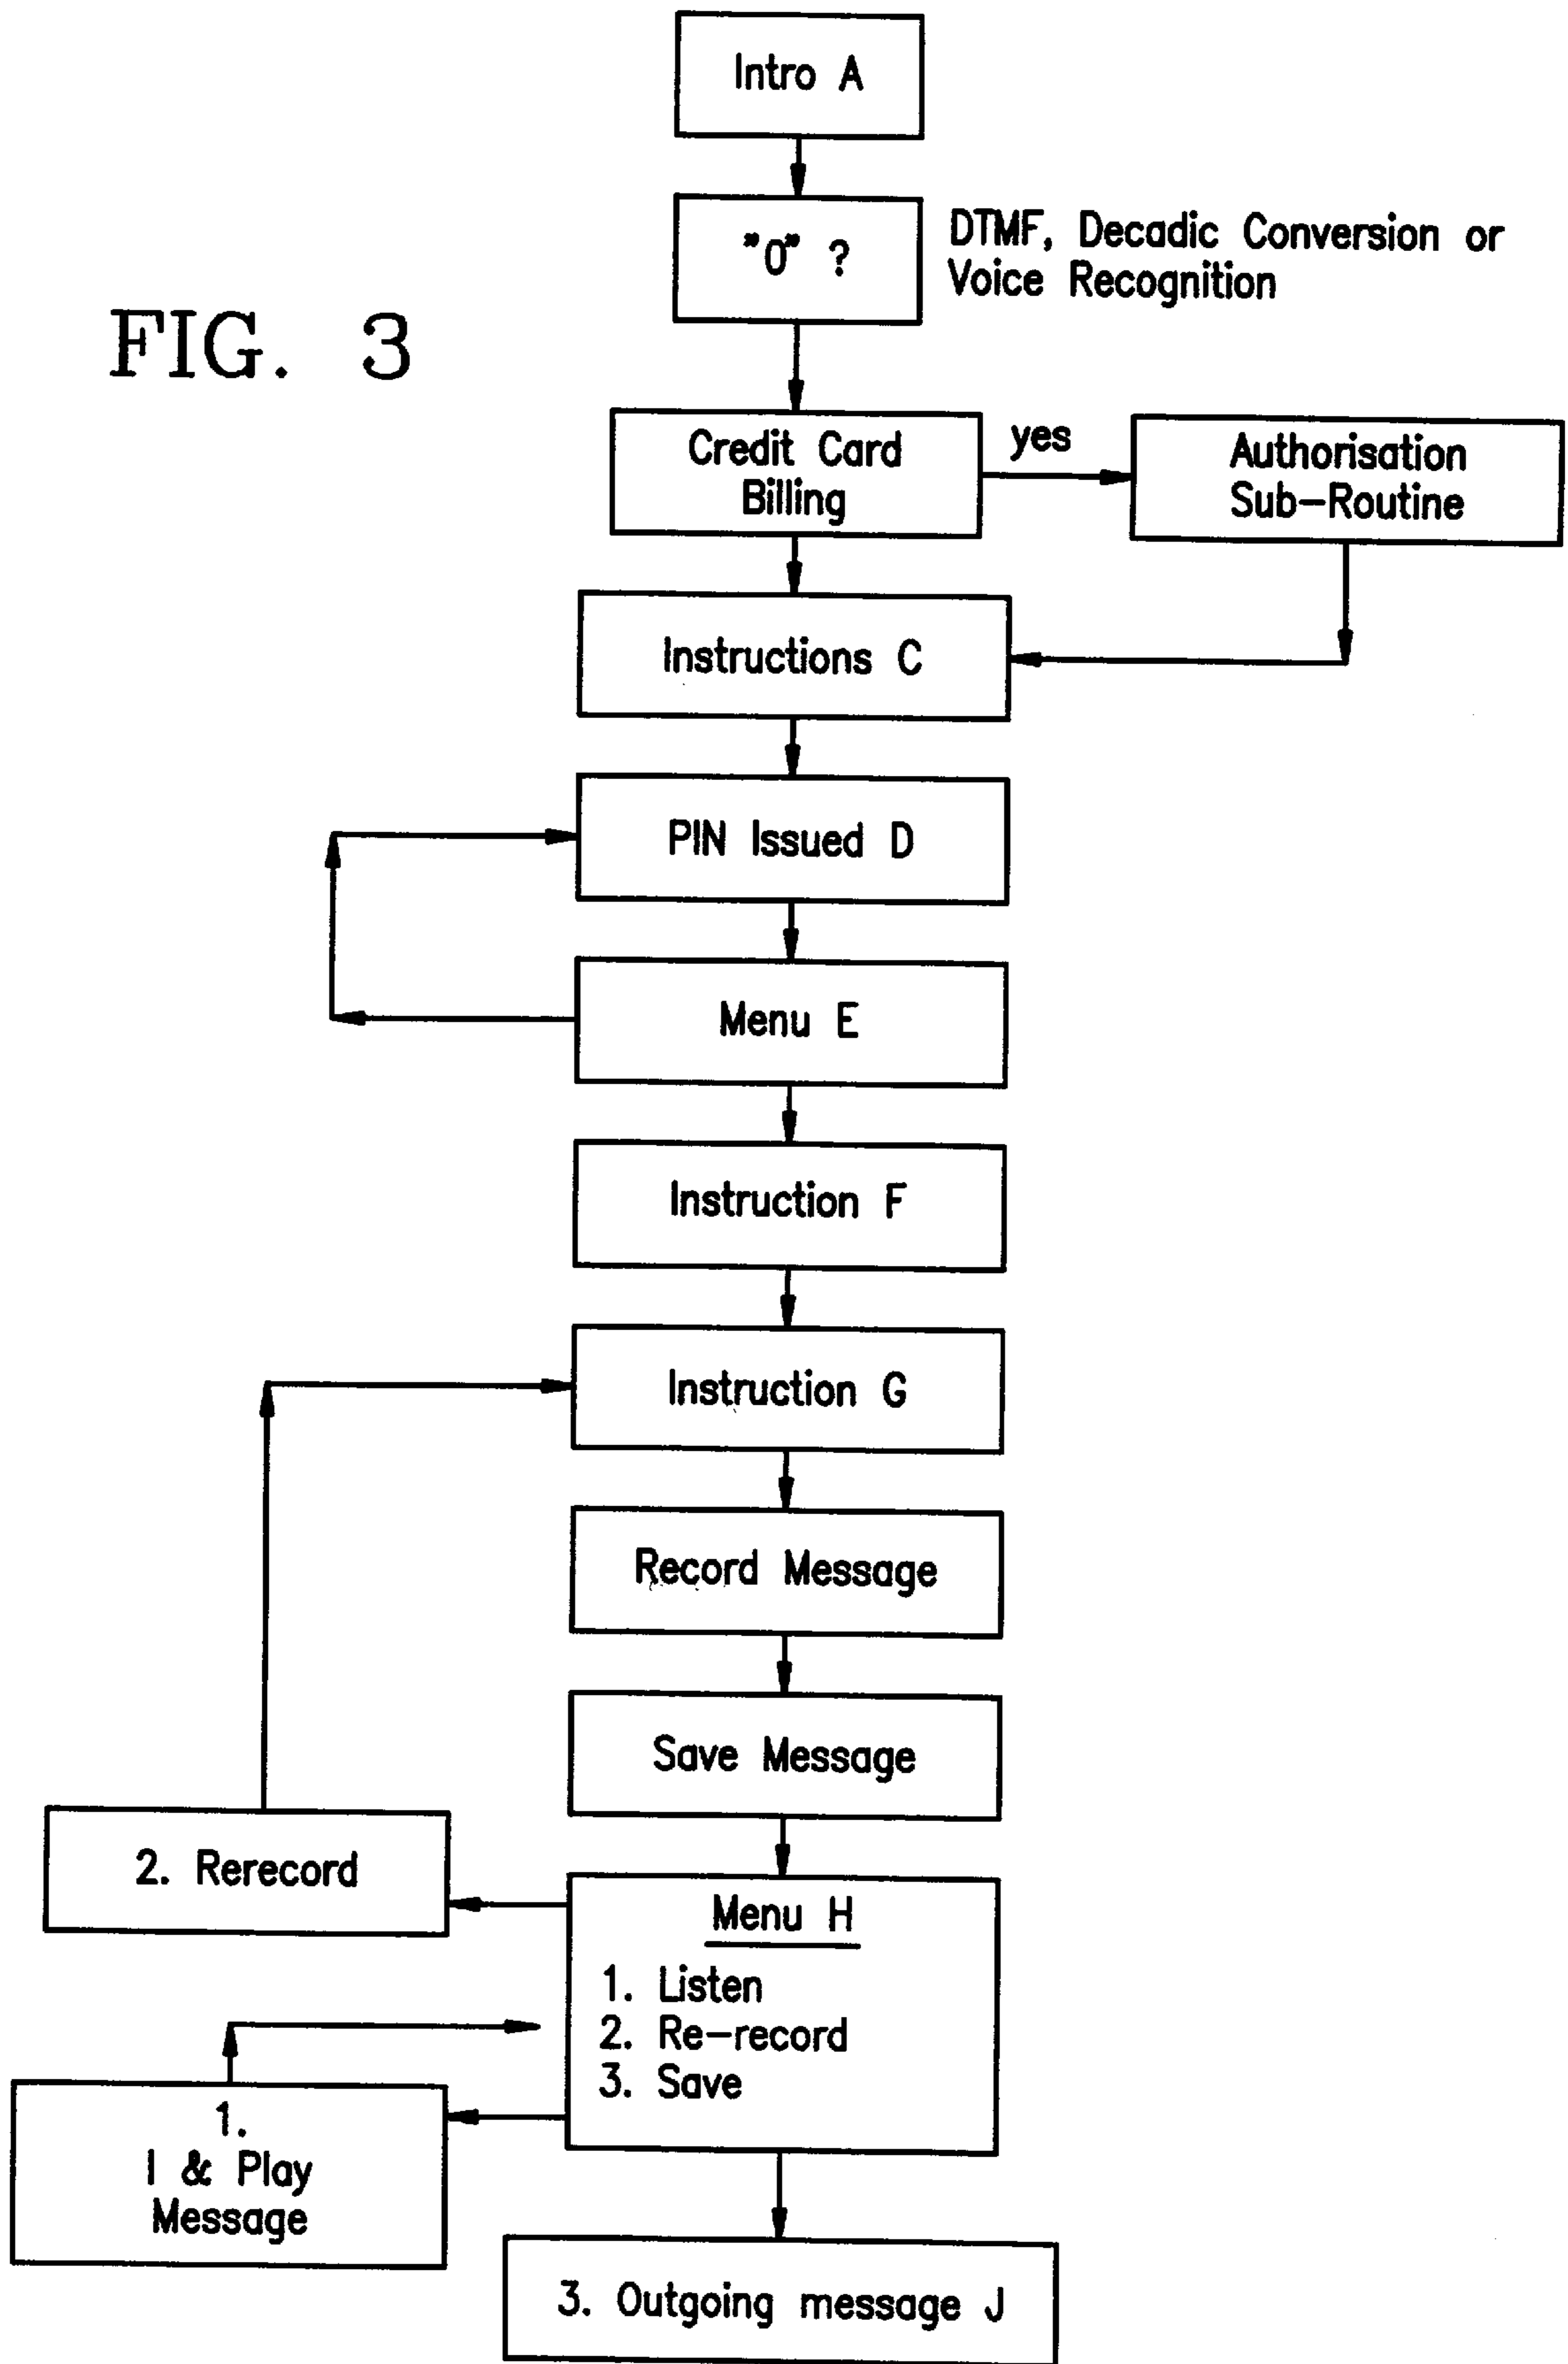 Intro A
"0" ?
DTMF, Decadic Conversion or
Voice Recognition
FIG. 3
Credit Card
Billing
yes
Authorisation
Sub-Routine
Instructions C
PIN Issued D
Menu E
Instruction F
Instruction G
Record Message
Save Message
2. Rerecord
Menu H
1. Listen
2. Re-record
3. Save
1.
I & Play
Message
3. Outgoing message J